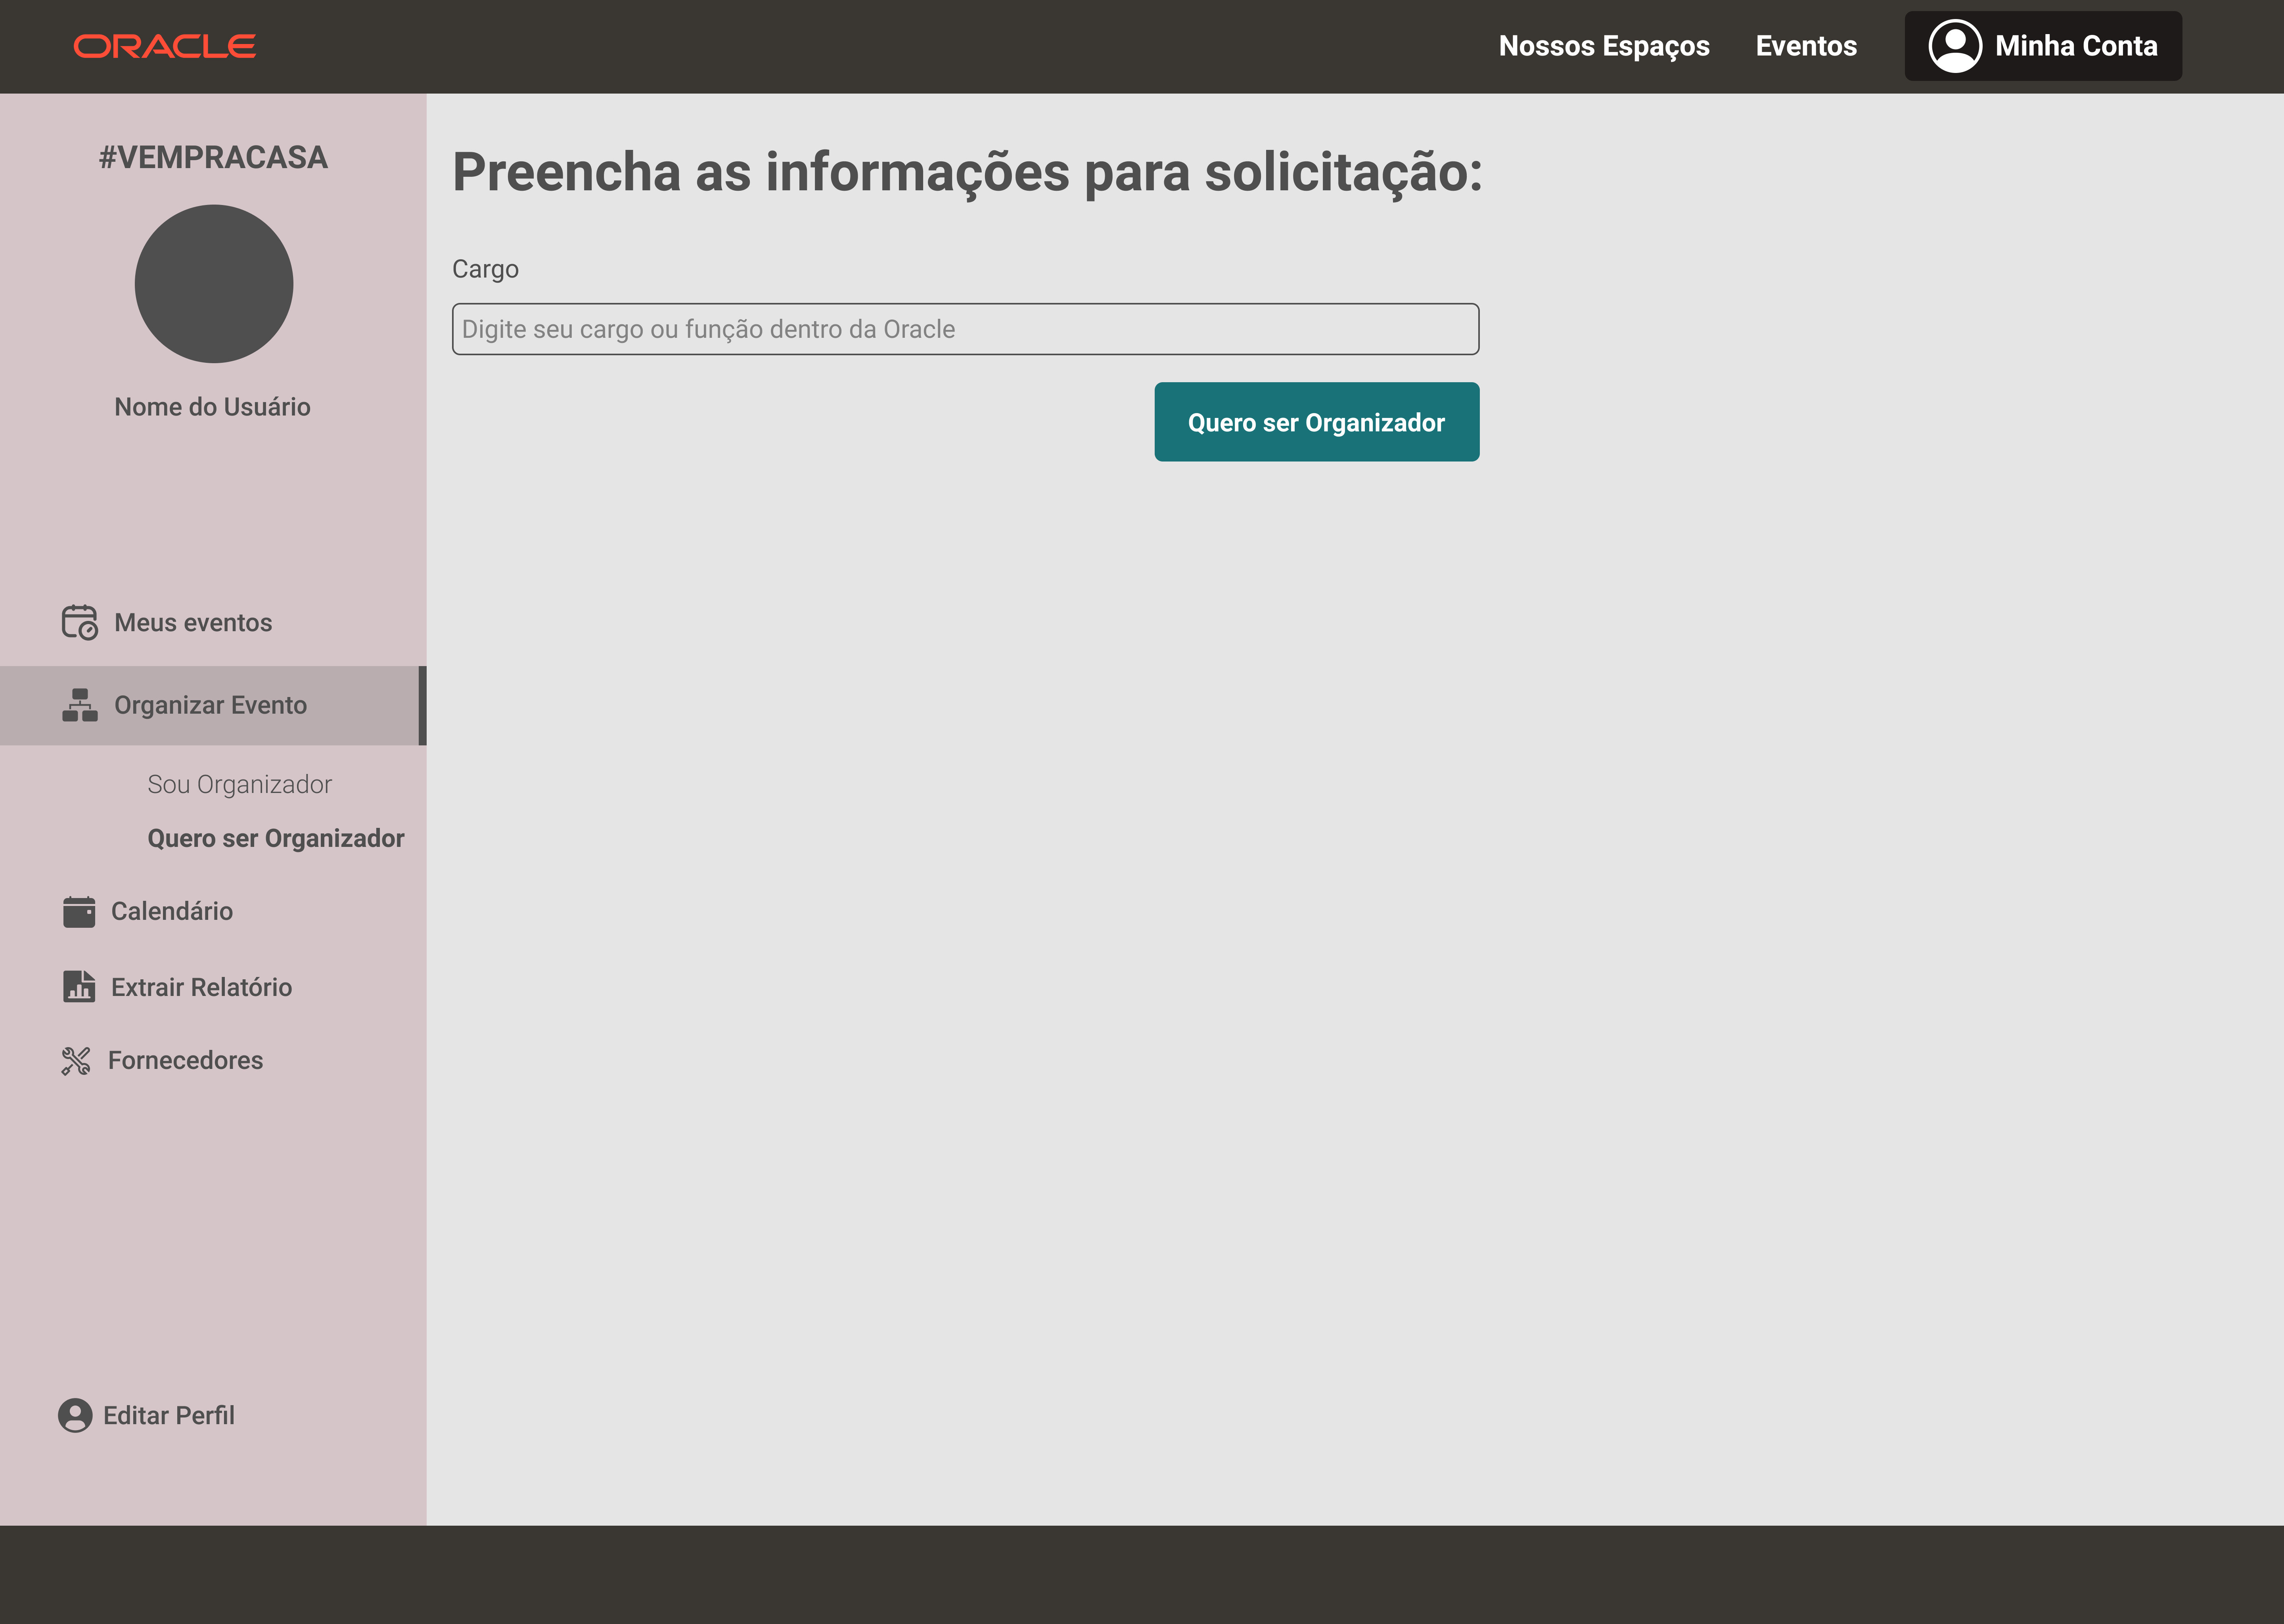 ORACLE
Nossos Espaços
Eventos
Minha Conta
#VEMPRACASA
Nome do Usuário
Meus eventos
Organizar Evento
Sou Organizador
Quero ser Organizador
Calendário
Extrair Relatório
Fornecedores
Editar Perfil
Preencha as informações para solicitação:
Cargo
Digite seu cargo ou função dentro da Oracle
Quero ser Organizador